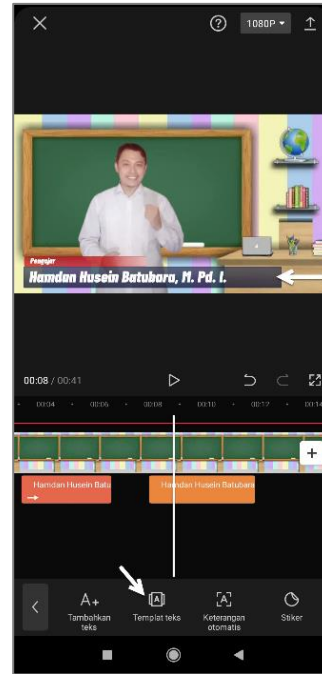 1080P
Pengajar
Hamdan Husein Batubara, M. Pd. I.
00:08 / 00:41
00:04 00:06 00:08 00:10 00:12 00:14
Hamdan Husein Batu
Hamdan Husein Batubara
A+
Tambahkan teks
Templat teks
Keterangan otomatis
Stiker